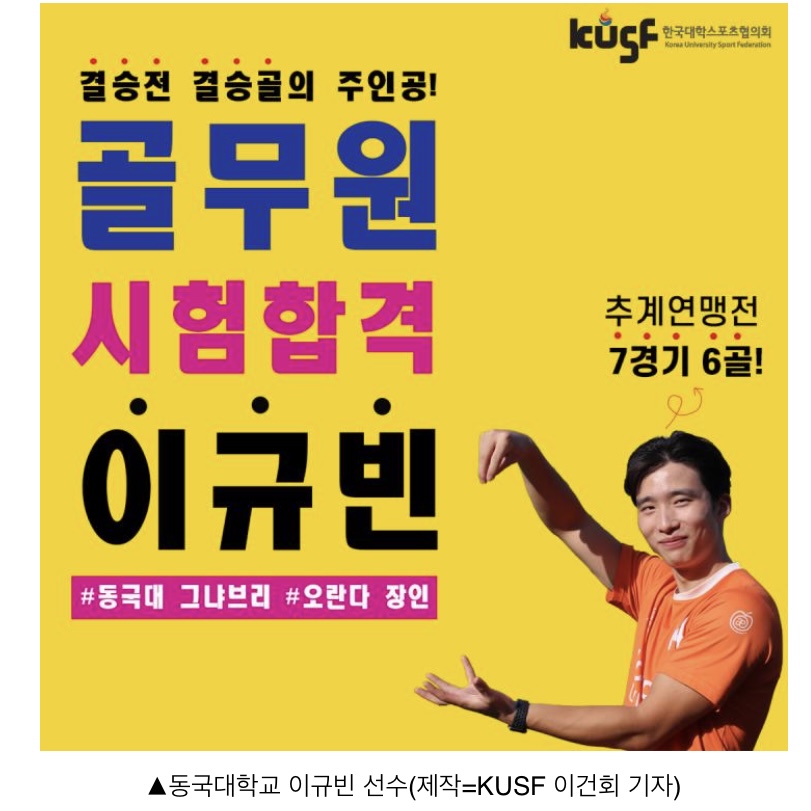 kusf 한국대학스포츠협의회
Korea University Sport Federation
결승전 결승골의 주인공!
골무원
시험합격
이규빈
#동국대 그냐브리 #오란다 장인
추계연맹전
7경기 6골!
▲동국대학교 이규빈 선수(제작=KUSF 이건회 기자)